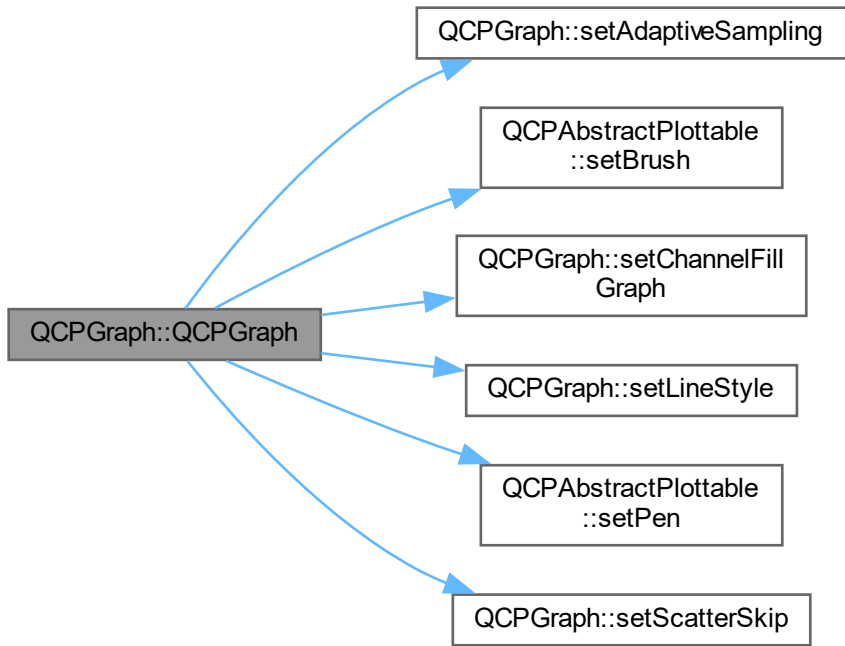 QCPGraph::setAdaptiveSampling
QCPAbstractPlottable
::setBrush
QCPGraph::setChannelFill
Graph
QCPGraph::QCPGraph
QCPGraph::setLineStyle
QCPAbstractPlottable
::setPen
QCPGraph::setScatterSkip